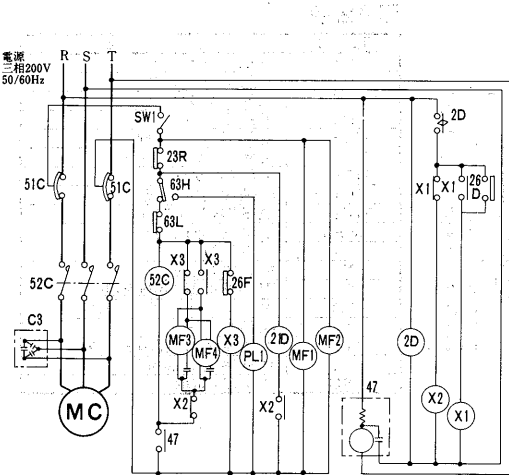 電源
三相200V
50/60Hz
R S T
SW1
2D
51C
51C
23R
63H
63L
X1
X1
26
D
52C
X3
X3
52C
26F
C3
MF3
MF4
X3
PL1
21D
MF1
MF2
2D
X2
X2
47
47
X2
X1
MC